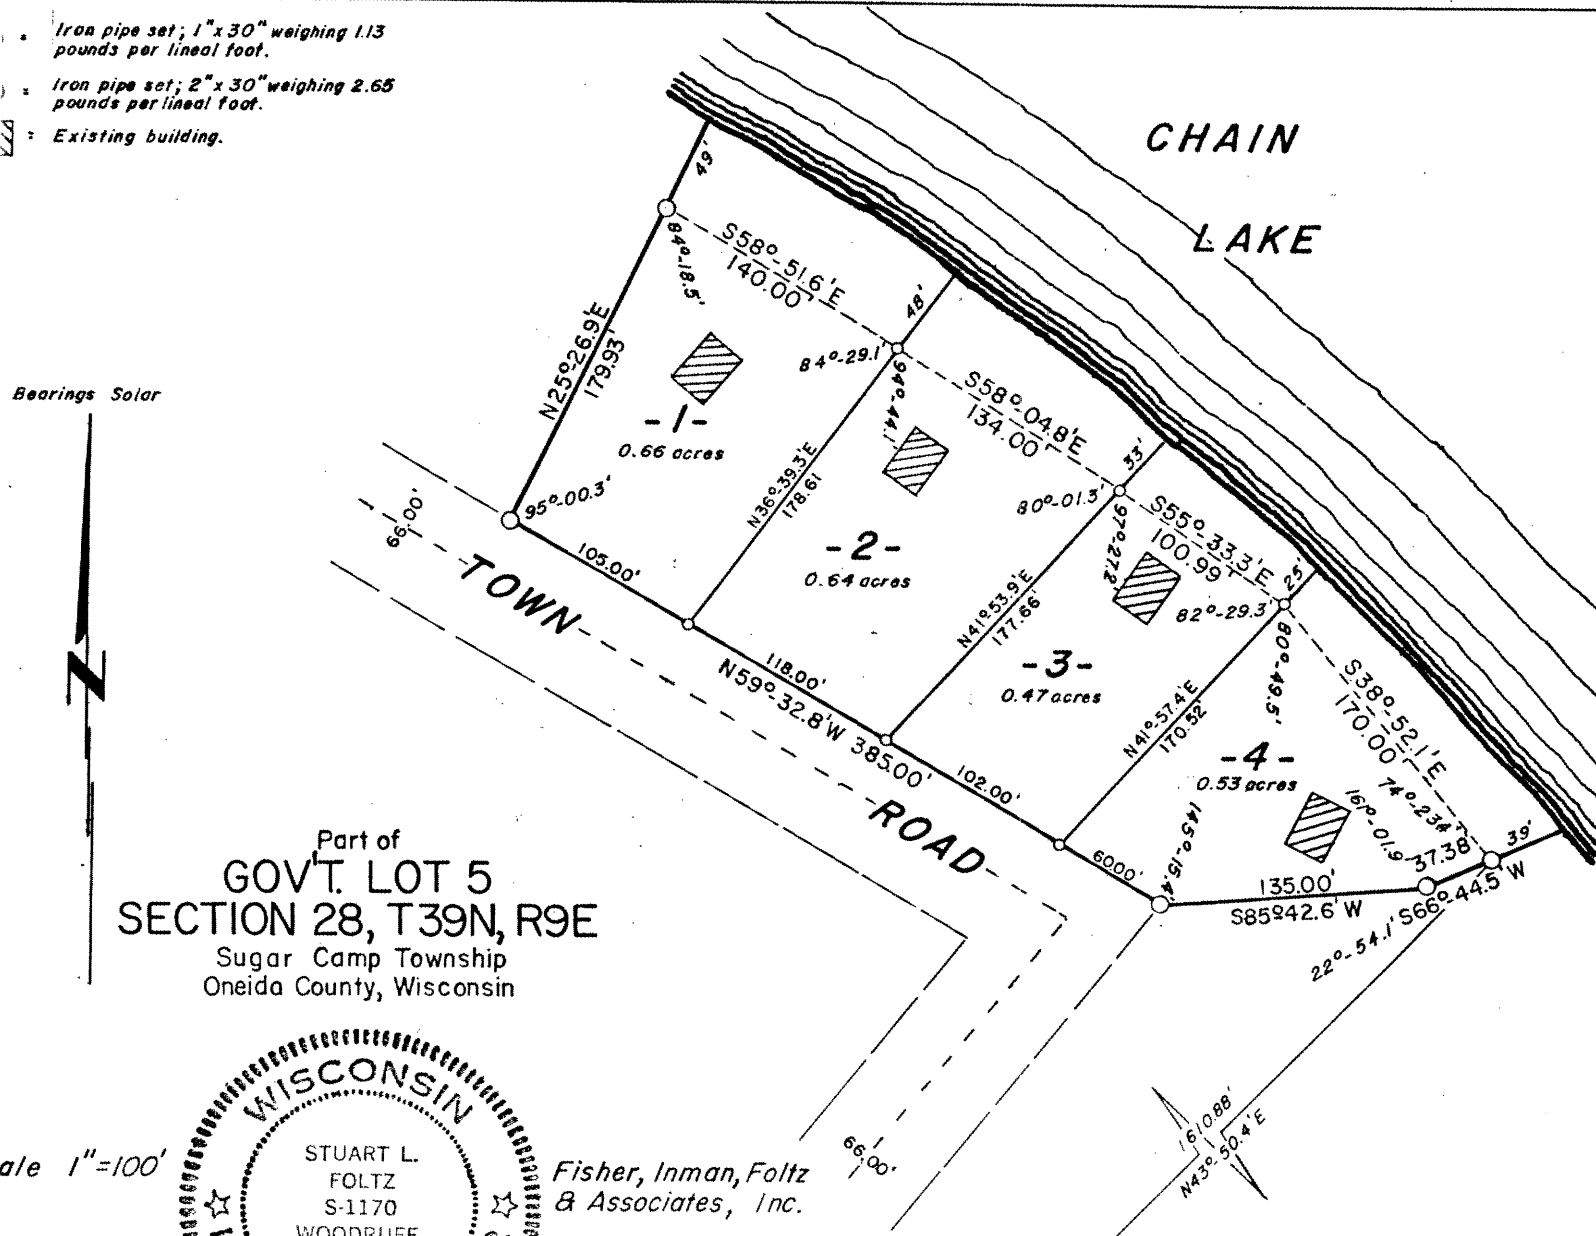 Iron pipe set; 1"x 30" weighing 1.13
pounds per lineal foot.
Iron pipe set; 2"x 30" weighing 2.65
pounds per lineal foot.
= Existing building.
CHAIN
LAKE
Bearings Solar
N
49'
S58°-51.6'E
140.00'
84°-18.5'
N25°-26.9'E
179.93'
-1-
0.66 acres
95°-00.3'
105.00'
48'
84°-29.1'
94°-44.1'
S58°-04.8'E
134.00'
N36°-39.3'E
178.61
-2-
0.64 acres
118.00'
33'
80°-01.3'
97°-27.2'
S55°-33.3'E
100.99'
N41°-53.9'E
177.66'
-3-
0.47 acres
102.00'
25'
82°-29.3'
80°-49.5'
S38°-52.1'E
170.00'
N41°-57.4'E
170.52'
-4-
0.53 acres
74°-23.4'
161°-01.9'
37.38'
39'
60.00'
145°-15.4'
135.00'
S85°42.6'W
S66°-44.5'W
22°-54.1'
66.00'
TOWN
ROAD
N59°-32.8'W 385.00'
66.00'
1610.88'
N43°-50.4'E
Part of
GOV'T. LOT 5
SECTION 28, T39N, R9E
Sugar Camp Township
Oneida County, Wisconsin
ale 1"=100'
WISCONSIN
STUART L.
FOLTZ
S-1170
WOODRUFF
Fisher, Inman, Foltz
& Associates, Inc.